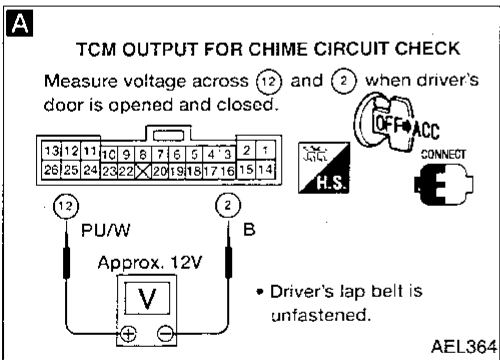 A
TCM OUTPUT FOR CHIME CIRCUIT CHECK
Measure voltage across 12 and 2 when driver's
door is opened and closed.
OFF ACC
CONNECT
13 12 11 10 9 8 7 6 5 4 3 2 1
26 25 24 23 22 20 19 18 17 16 15 14
H.S.
12 2
PU/W B
Approx. 12V
V
+ −
• Driver's lap belt is
unfastened.
AEL364